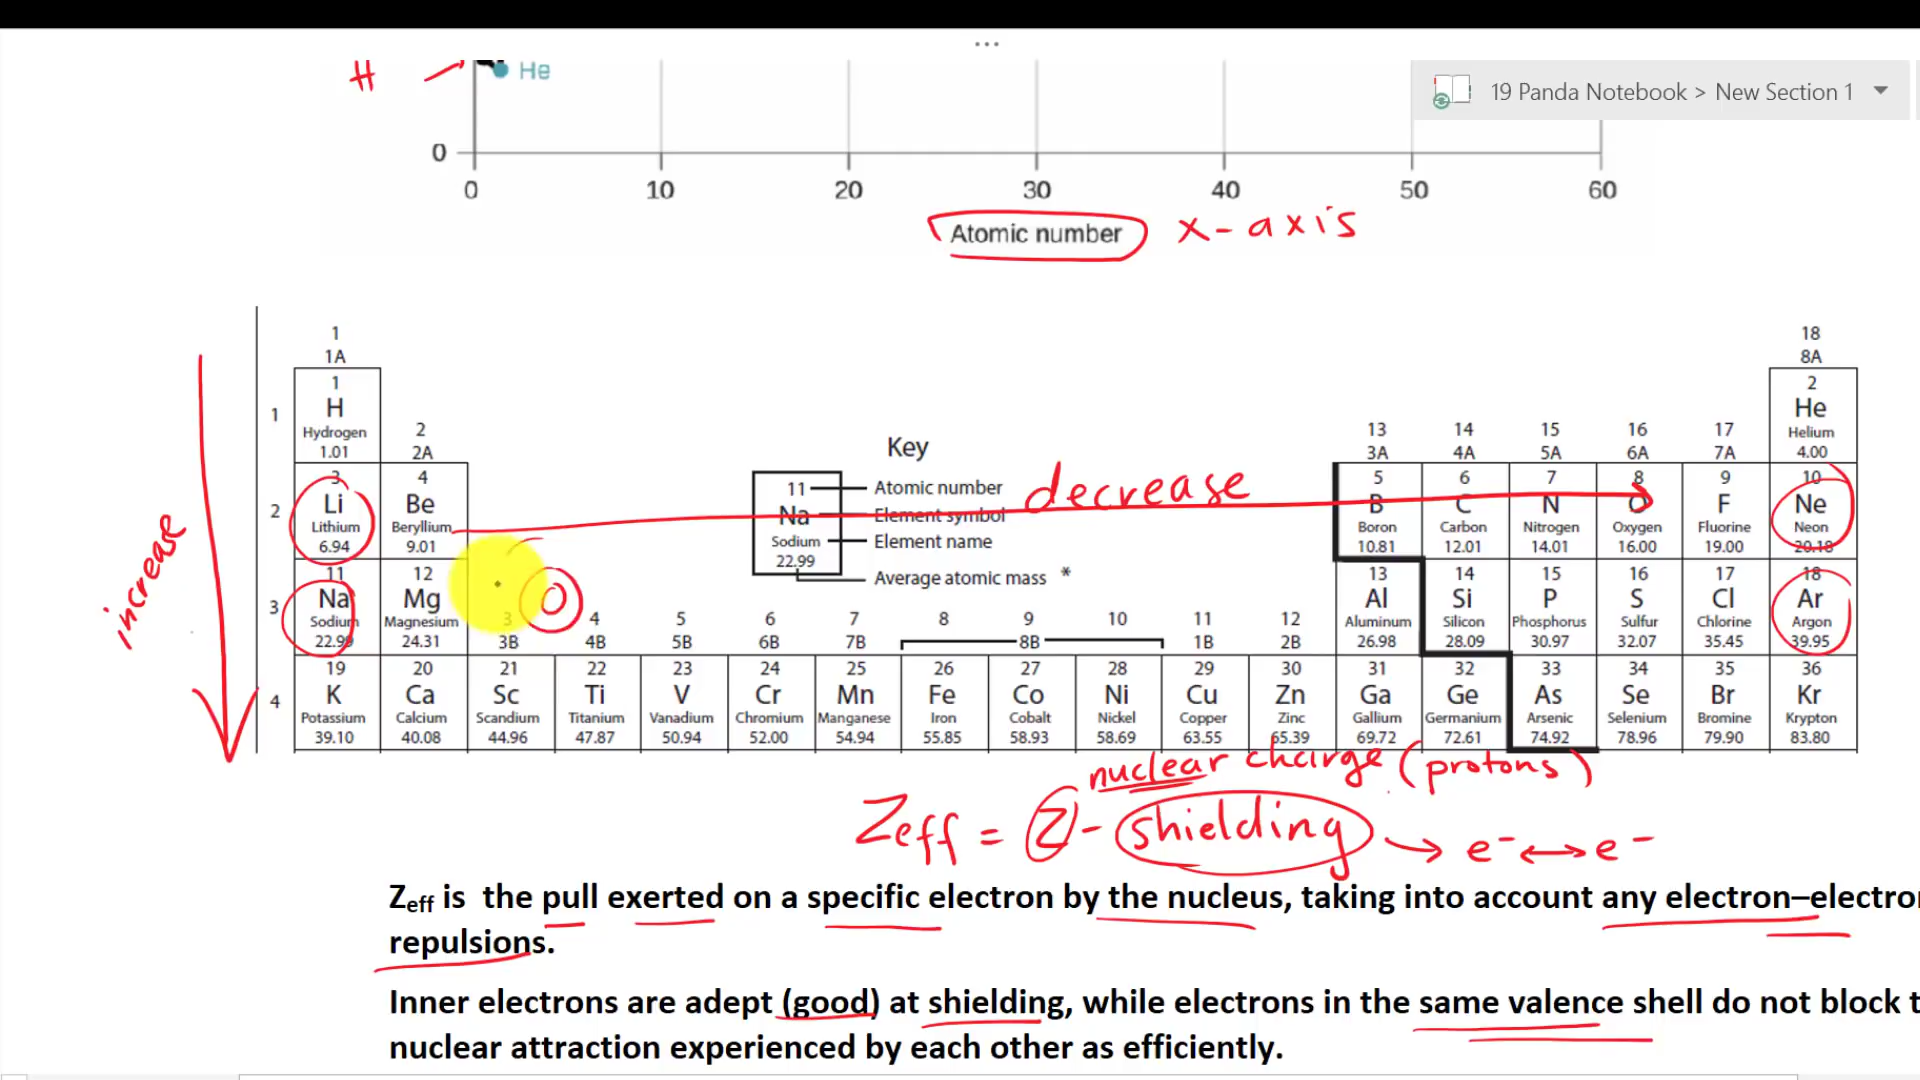 ...
H He
19 Panda Notebook > New Section 1
0
0 10 20 30 40 50 60
Atomic number x-axis
1 18
1A 8A
1 2
H He
1
Hydrogen 2 13 14 15 16 17 Helium
1.01 2A Key 3A 4A 5A 6A 7A 4.00
3 4 11 Atomic number decrease 5 6 7 8 9 10
2 Li Be Na Element symbol B C N O F Ne
Lithium Beryllium Sodium Element name Boron Carbon Nitrogen Oxygen Fluorine Neon
6.94 9.01 22.99 10.81 12.01 14.01 16.00 19.00 20.18
Average atomic mass *
increase
11 12 13 14 15 16 17 18
3 Na Mg Al Si P S Cl Ar
Sodium Magnesium 3 4 5 6 7 8 9 10 11 12 Aluminum Silicon Phosphorus Sulfur Chlorine Argon
22.99 24.31 3B 4B 5B 6B 7B 8B 1B 2B 26.98 28.09 30.97 32.07 35.45 39.95
19 20 21 22 23 24 25 26 27 28 29 30 31 32 33 34 35 36
4 K Ca Sc Ti V Cr Mn Fe Co Ni Cu Zn Ga Ge As Se Br Kr
Potassium Calcium Scandium Titanium Vanadium Chromium Manganese Iron Cobalt Nickel Copper Zinc Gallium Germanium Arsenic Selenium Bromine Krypton
39.10 40.08 44.96 47.87 50.94 52.00 54.94 55.85 58.93 58.69 63.55 65.39 69.72 72.61 74.92 78.96 79.90 83.80
nuclear charge (protons)
Zeff = Z - shielding → e⁻ ↔ e⁻
Zeff is the pull exerted on a specific electron by the nucleus, taking into account any electron–electro
repulsions.
Inner electrons are adept (good) at shielding, while electrons in the same valence shell do not block t
nuclear attraction experienced by each other as efficiently.